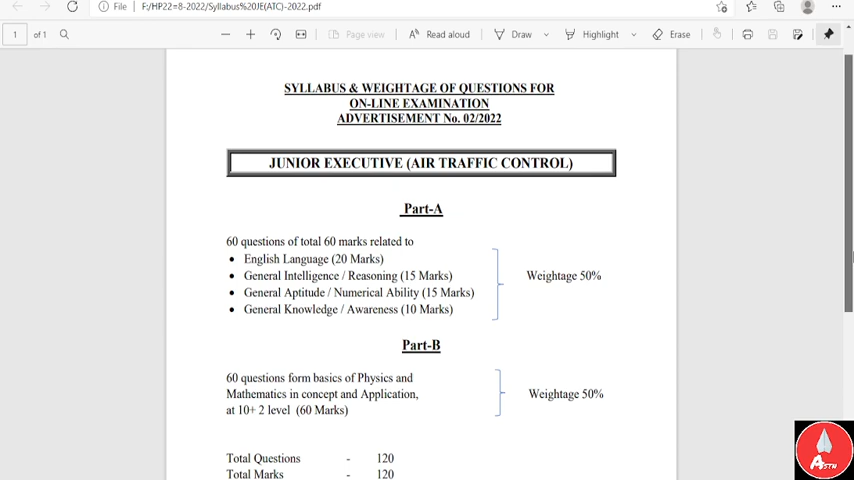 File
F:/HP22=8-2022/Syllabus%20JE(ATC)-2022.pdf
1 of 1
Page view
Read aloud
Draw
Highlight
Erase
SYLLABUS & WEIGHTAGE OF QUESTIONS FOR
ON-LINE EXAMINATION
ADVERTISEMENT No. 02/2022
JUNIOR EXECUTIVE (AIR TRAFFIC CONTROL)
Part-A
60 questions of total 60 marks related to
• English Language (20 Marks)
• General Intelligence / Reasoning (15 Marks)
• General Aptitude / Numerical Ability (15 Marks)
• General Knowledge / Awareness (10 Marks)
Weightage 50%
Part-B
60 questions form basics of Physics and
Mathematics in concept and Application,
at 10+ 2 level (60 Marks)
Weightage 50%
Total Questions - 120
Total Marks - 120
ASTN